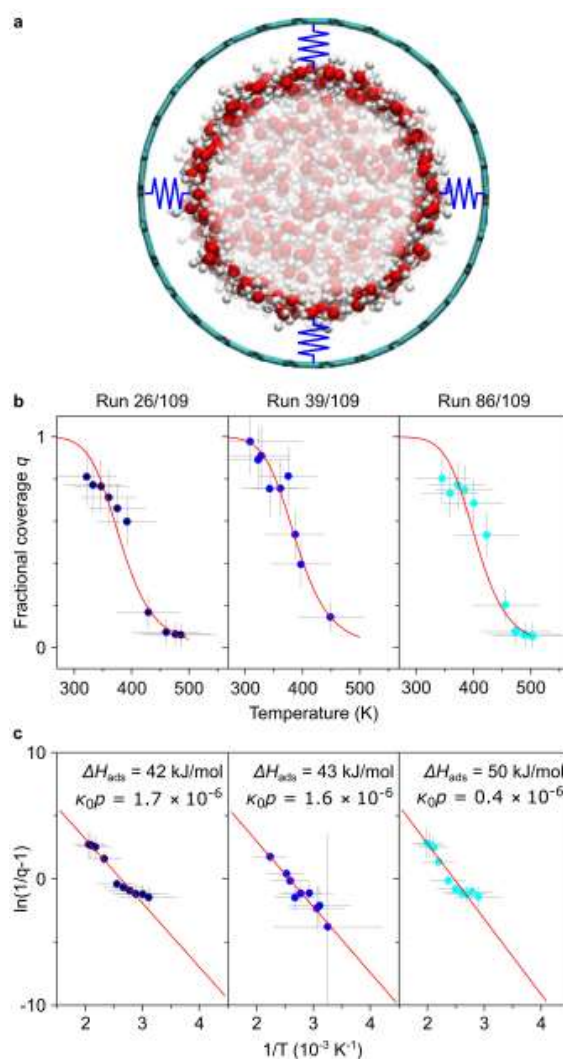 a
b
Run 26/109 Run 39/109 Run 86/109
1
0
Fractional coverage q
300 400 500 300 400 500 300 400 500
Temperature (K)
c
10
0
-10
ln(1/q-1)
ΔH_ads = 42 kJ/mol
κ₀p = 1.7 × 10⁻⁶
ΔH_ads = 43 kJ/mol
κ₀p = 1.6 × 10⁻⁶
ΔH_ads = 50 kJ/mol
κ₀p = 0.4 × 10⁻⁶
2 3 4 2 3 4 2 3 4
1/T (10⁻³ K⁻¹)